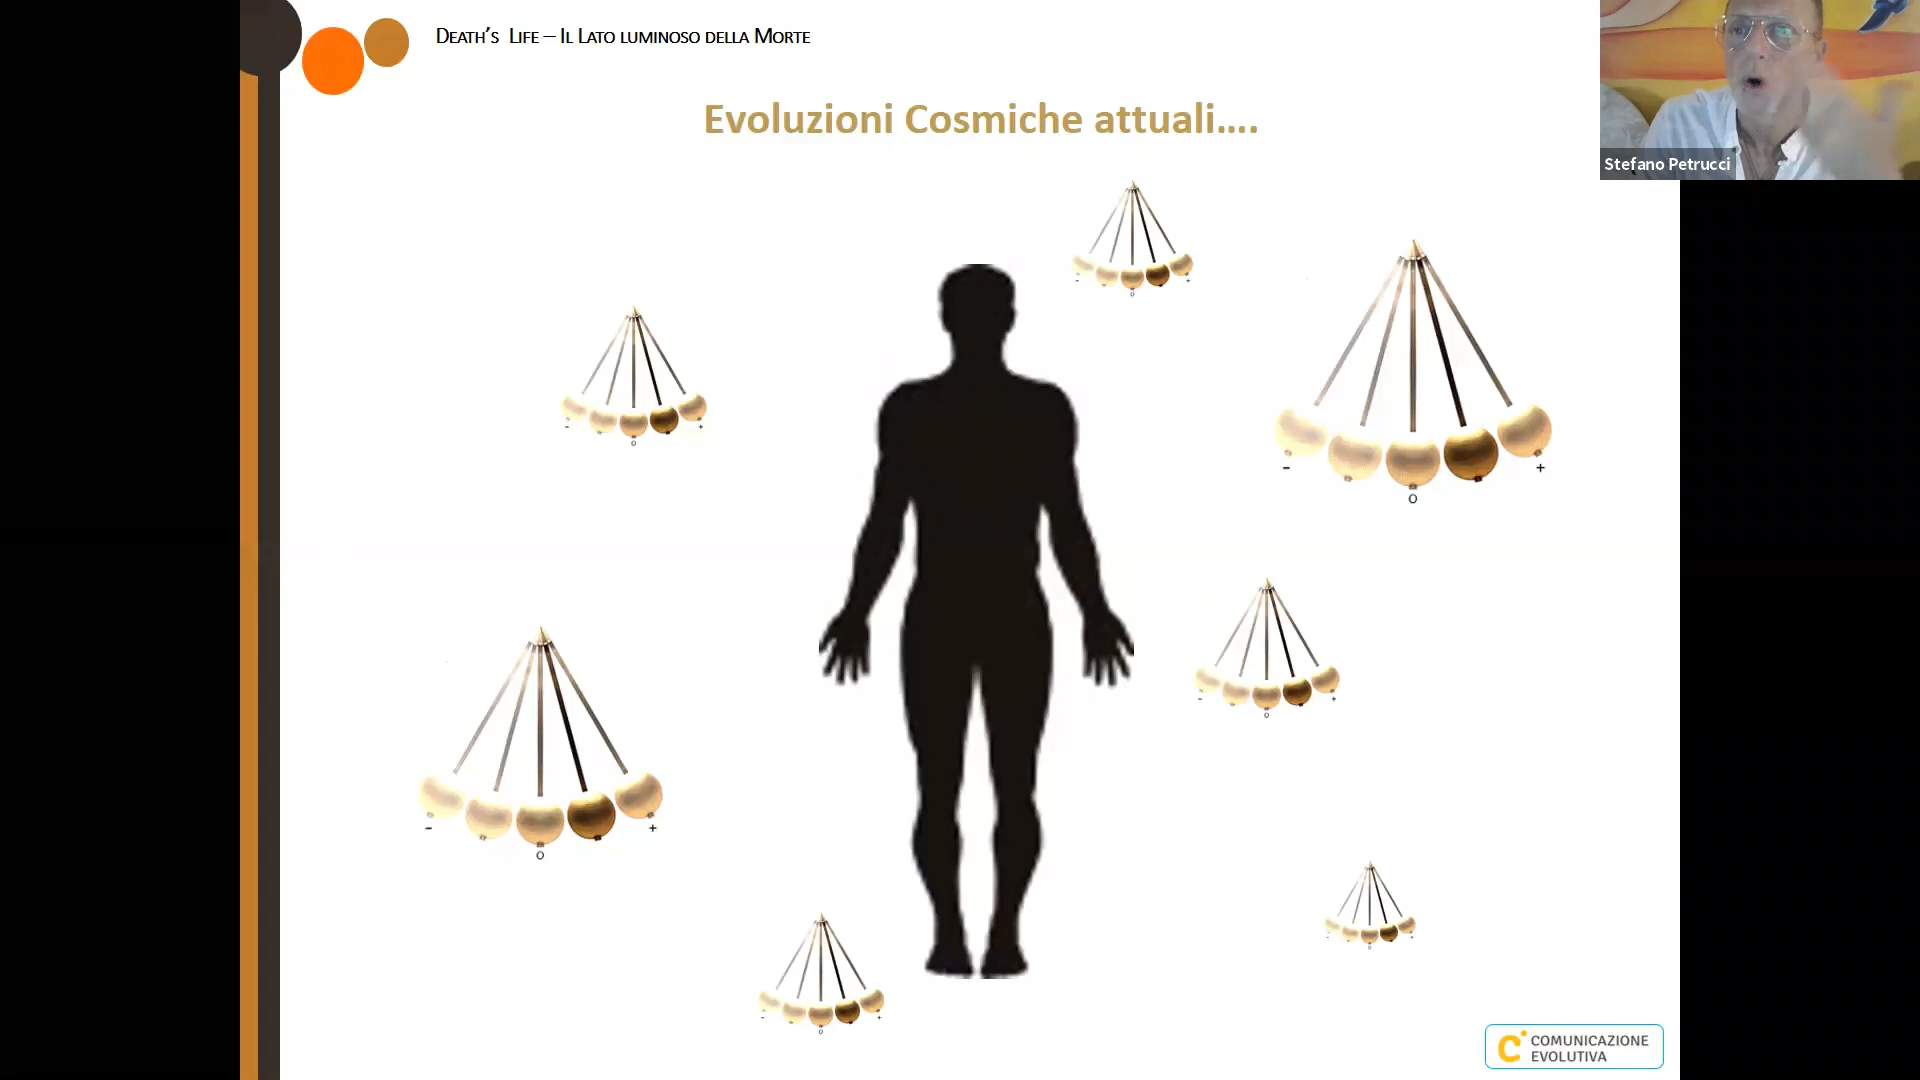 Death's Life – Il Lato luminoso della Morte
Evoluzioni Cosmiche attuali....
Stefano Petrucci
- o +
- o +
- o +
- o +
- o +
- o +
- o +
COMUNICAZIONE
EVOLUTIVA